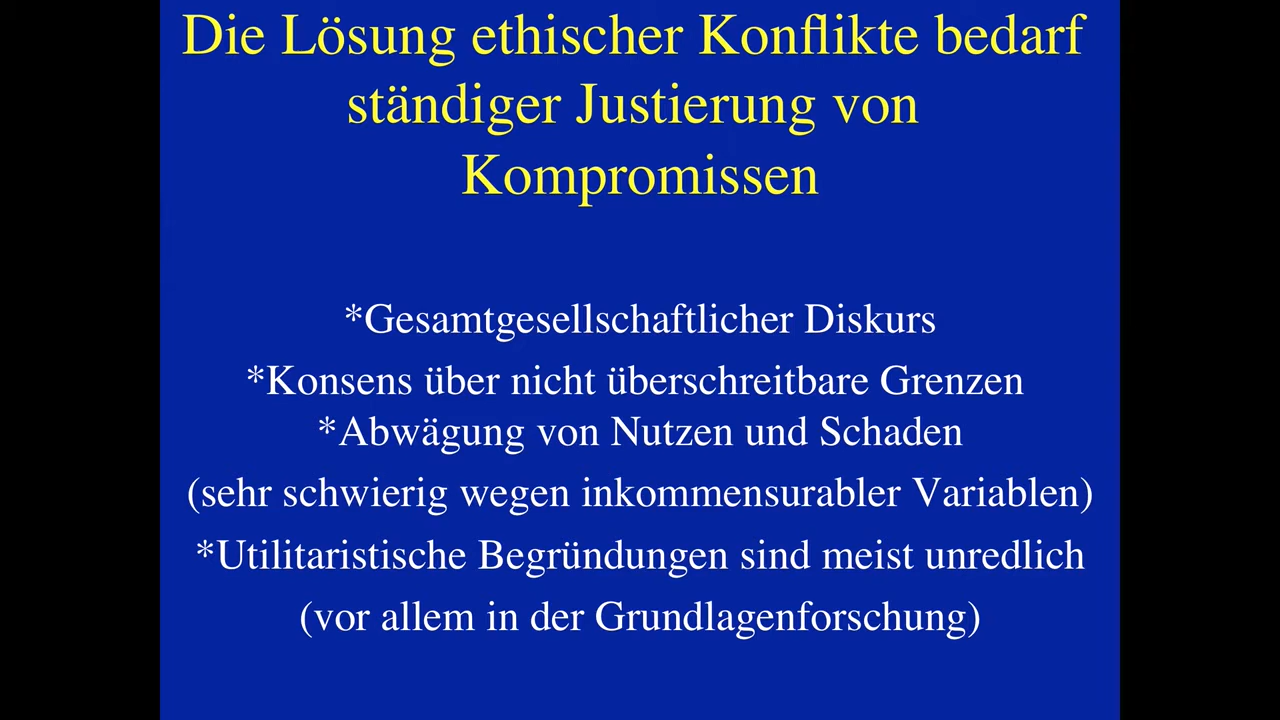 Die Lösung ethischer Konflikte bedarf
ständiger Justierung von
Kompromissen
*Gesamtgesellschaftlicher Diskurs
*Konsens über nicht überschreitbare Grenzen
*Abwägung von Nutzen und Schaden
(sehr schwierig wegen inkommensurabler Variablen)
*Utilitaristische Begründungen sind meist unredlich
(vor allem in der Grundlagenforschung)